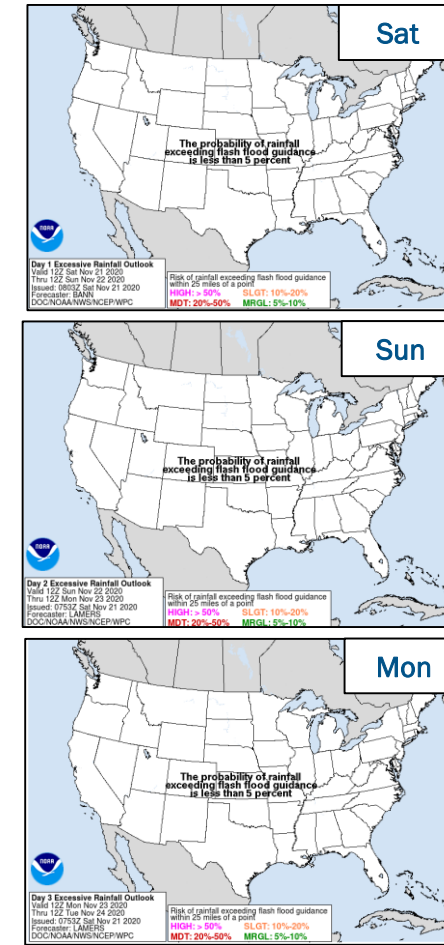 Sat
The probability of rainfall
exceeding flash flood guidance
is less than 5 percent
NOAA
Day 1 Excessive Rainfall Outlook
Valid 12Z Sat Nov 21 2020
Thru 12Z Sun Nov 22 2020
Issued: 0803Z Sat Nov 21 2020
Forecaster: BANN
DOC/NOAA/NWS/NCEP/WPC
Risk of rainfall exceeding flash flood guidance
within 25 miles of a point
HIGH: > 50% SLGT: 10%-20%
MDT: 20%-50% MRGL: 5%-10%
Sun
The probability of rainfall
exceeding flash flood guidance
is less than 5 percent
NOAA
Day 2 Excessive Rainfall Outlook
Valid 12Z Sun Nov 22 2020
Thru 12Z Mon Nov 23 2020
Issued: 0753Z Sat Nov 21 2020
Forecaster: LAMERS
DOC/NOAA/NWS/NCEP/WPC
Risk of rainfall exceeding flash flood guidance
within 25 miles of a point
HIGH: > 50% SLGT: 10%-20%
MDT: 20%-50% MRGL: 5%-10%
Mon
The probability of rainfall
exceeding flash flood guidance
is less than 5 percent
NOAA
Day 3 Excessive Rainfall Outlook
Valid 12Z Mon Nov 23 2020
Thru 12Z Tue Nov 24 2020
Issued: 0753Z Sat Nov 21 2020
Forecaster: LAMERS
DOC/NOAA/NWS/NCEP/WPC
Risk of rainfall exceeding flash flood guidance
within 25 miles of a point
HIGH: > 50% SLGT: 10%-20%
MDT: 20%-50% MRGL: 5%-10%